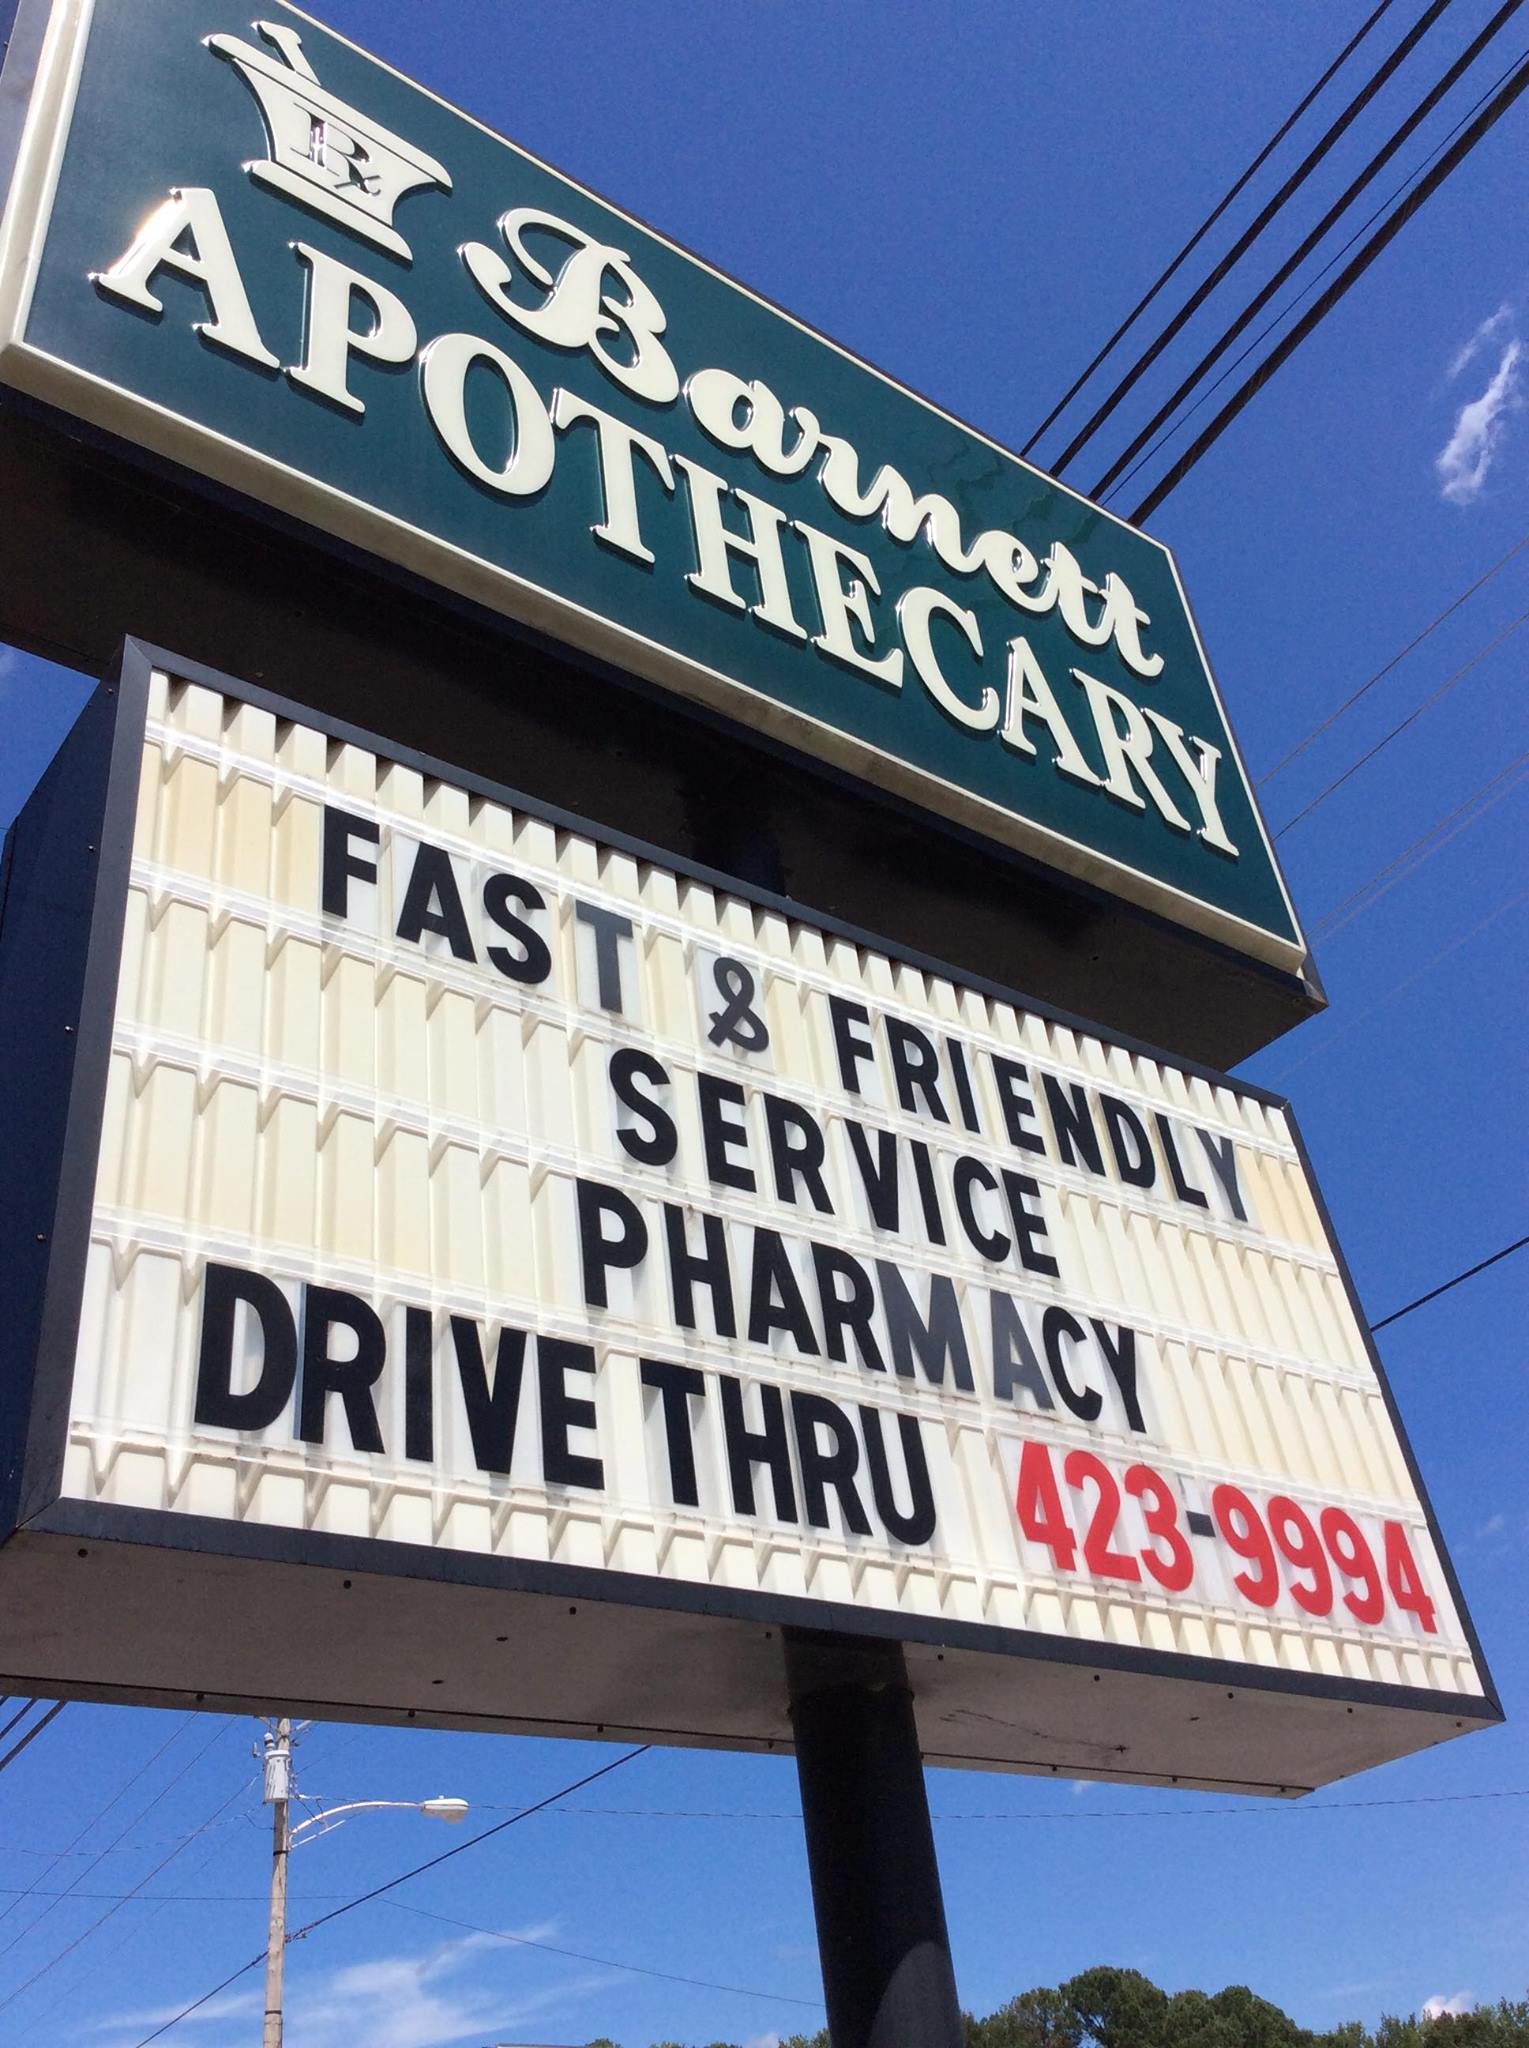 Rx
Barnett
APOTHECARY
FAST & FRIENDLY
SERVICE
PHARMACY
DRIVE THRU 423-9994